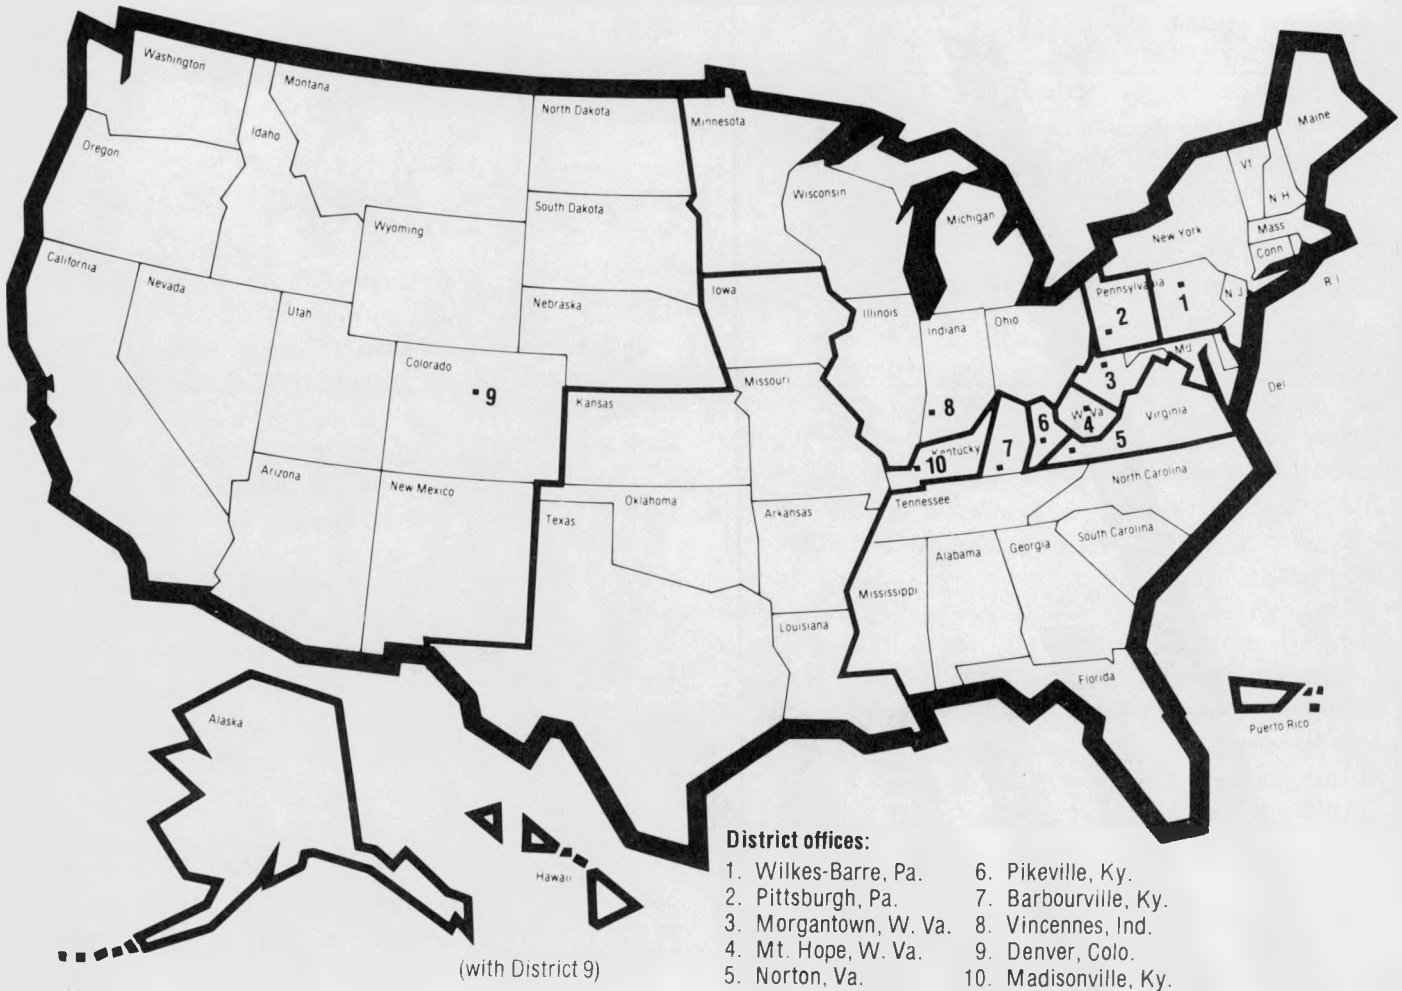 Washington
Montana
North Dakota
Minnesota
Maine
Idaho
Oregon
Vt.
Wisconsin
N.H.
South Dakota
Michigan
Wyoming
New York
Mass
Conn
California
R.I.
Nevada
Iowa
Pennsylvania
N.J.
Nebraska
1
Utah
Illinois
Indiana
Ohio
2
Md
Colorado
Missouri
3
Del
9
Kansas
8
W Va
Virginia
6
4
5
Kentucky
7
10
Arizona
North Carolina
New Mexico
Oklahoma
Tennessee
Texas
Arkansas
South Carolina
Georgia
Alabama
Mississippi
Louisiana
Florida
Alaska
Puerto Rico
Hawaii
(with District 9)
District offices:
1. Wilkes-Barre, Pa.
2. Pittsburgh, Pa.
3. Morgantown, W. Va.
4. Mt. Hope, W. Va.
5. Norton, Va.
6. Pikeville, Ky.
7. Barbourville, Ky.
8. Vincennes, Ind.
9. Denver, Colo.
10. Madisonville, Ky.